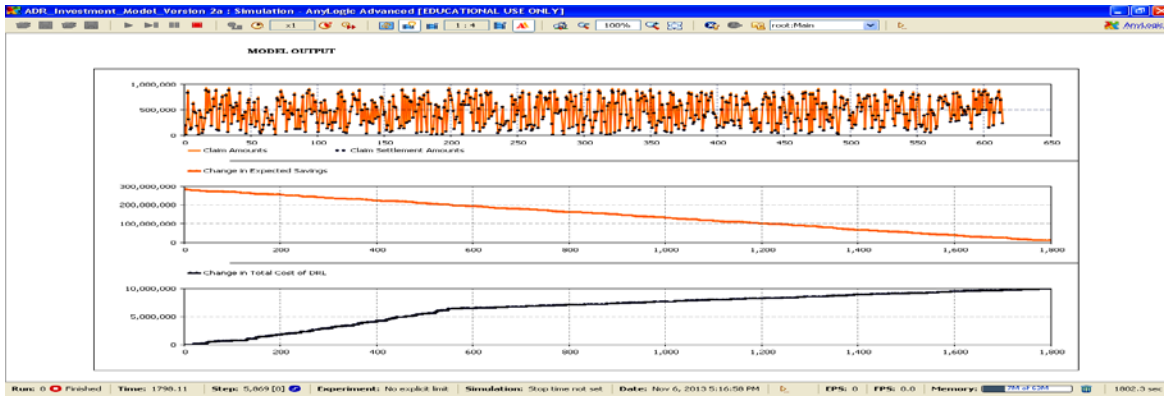 ADR_Investment_Model_Version 2a : Simulation - AnyLogic Advanced [EDUCATIONAL USE ONLY]
x1 1 : 4 100% root:Main AnyLogic
MODEL OUTPUT
1,000,000
500,000
0
0 50 100 150 200 250 300 350 400 450 500 550 600 650
Claim Amounts Claim Settlement Amounts
Change in Expected Savings
300,000,000
200,000,000
100,000,000
0
0 200 400 600 800 1,000 1,200 1,400 1,600 1,800
Change in Total Cost of DRL
10,000,000
5,000,000
0
0 200 400 600 800 1,000 1,200 1,400 1,600 1,800
Run: 0 Finished Time: 1798.11 Step: 5,869 [0] Experiment: No explicit limit Simulation: Stop time not set Date: Nov 6, 2013 5:16:58 PM EPS: 0 FPS: 0.0 Memory: 7M of 63M 1802.3 sec